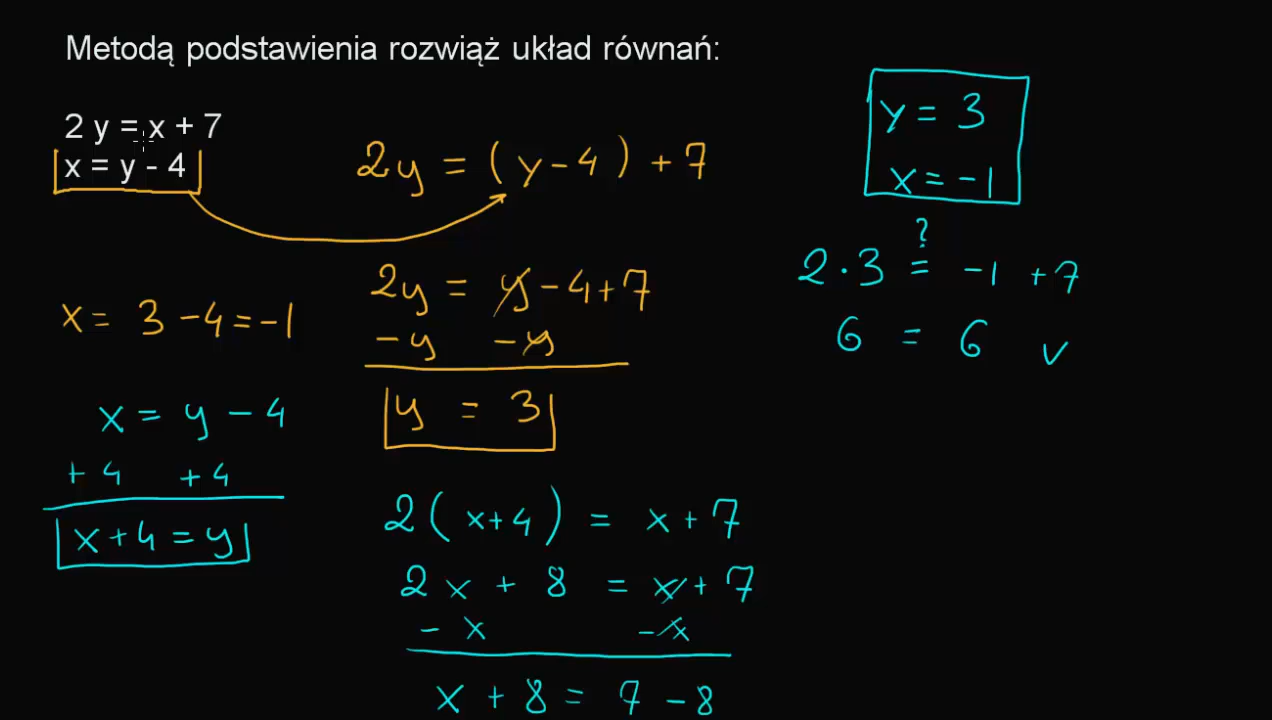 Metodą podstawienia rozwiąż układ równań:
2 y = x + 7
x = y - 4
2y = (y - 4) + 7
2y = y - 4 + 7
- y - y
y = 3
x = 3 - 4 = -1
x = y - 4
+ 4 + 4
x + 4 = y
2(x + 4) = x + 7
2x + 8 = x + 7
- x - x
x + 8 = 7 - 8
y = 3
x = -1
?
2 · 3 = -1 + 7
6 = 6 v